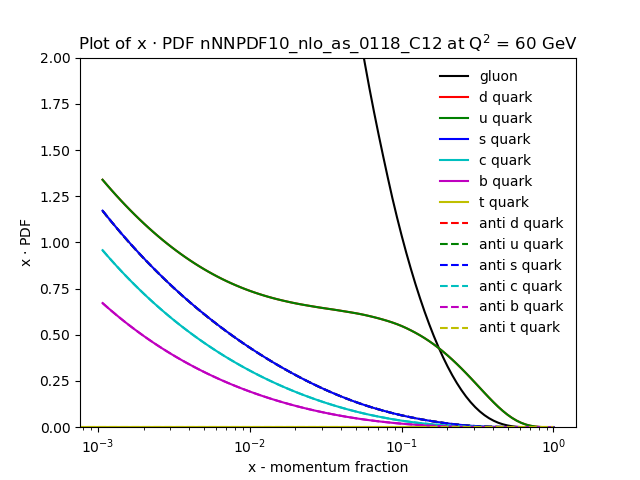 Plot of x · PDF nNNPDF10_nlo_as_0118_C12 at Q² = 60 GeV
x · PDF
2.00
1.75
1.50
1.25
1.00
0.75
0.50
0.25
0.00
gluon
d quark
u quark
s quark
c quark
b quark
t quark
anti d quark
anti u quark
anti s quark
anti c quark
anti b quark
anti t quark
10⁻³ 10⁻² 10⁻¹ 10⁰
x - momentum fraction